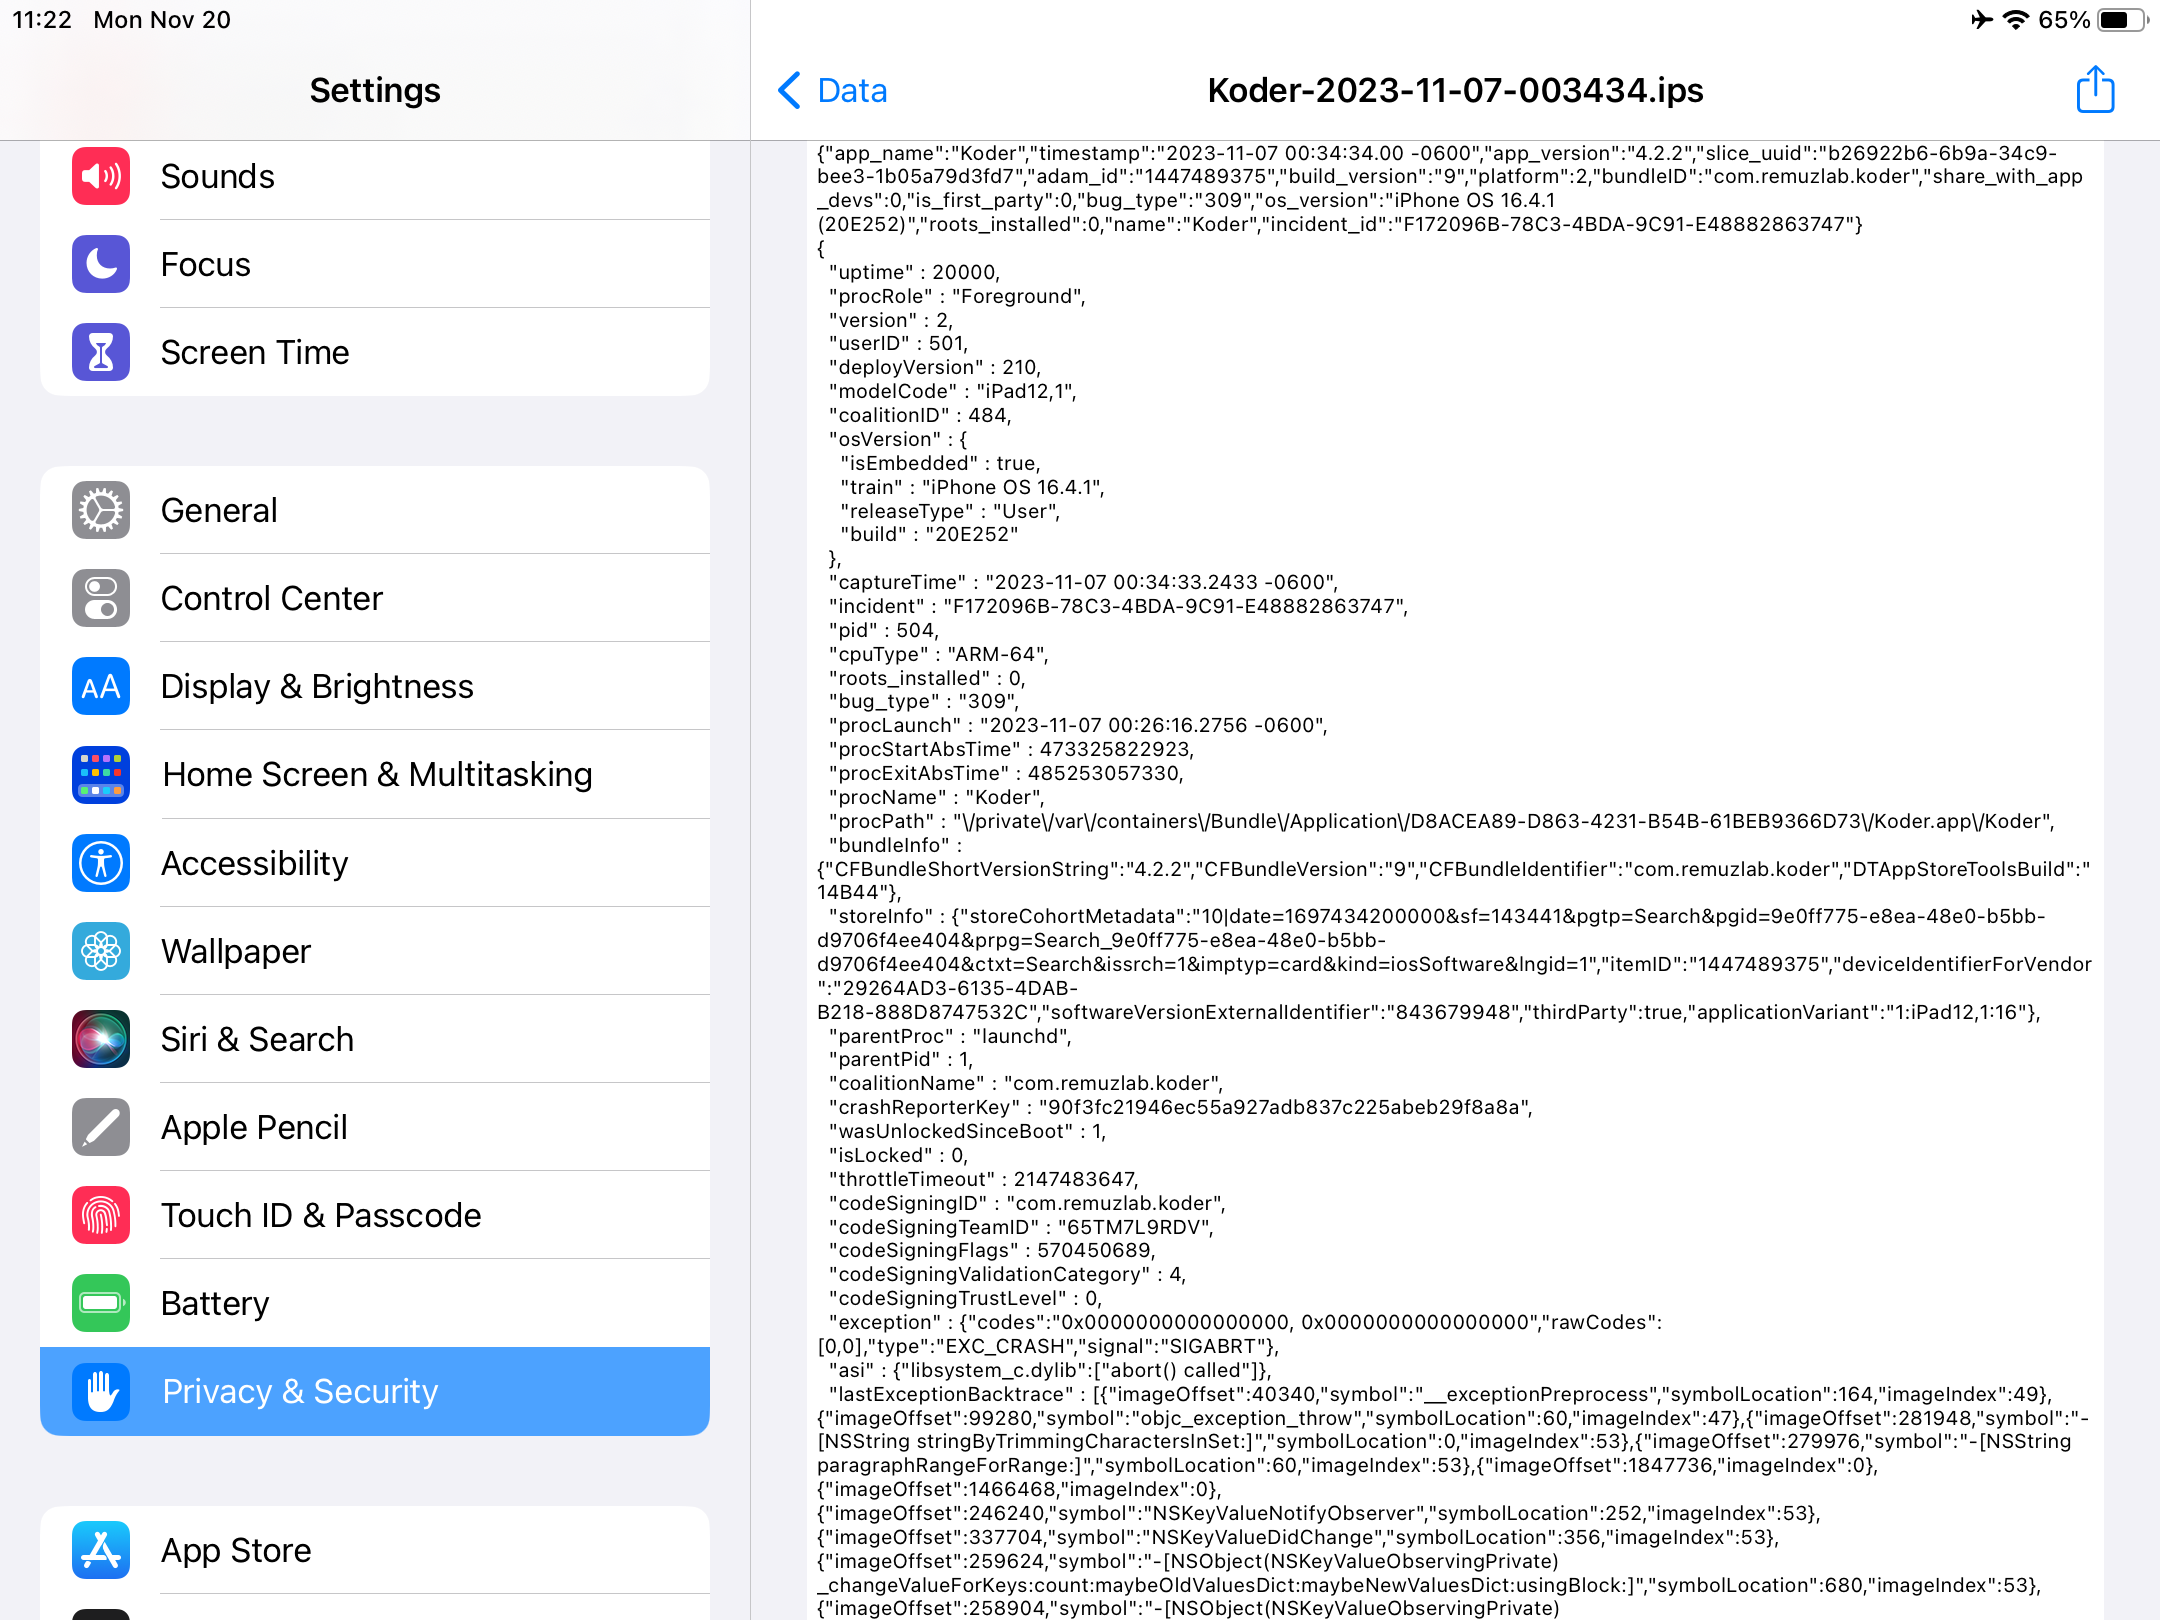 11:22 Mon Nov 20
65%
Settings
Sounds
Focus
Screen Time
General
Control Center
AA Display & Brightness
Home Screen & Multitasking
Accessibility
Wallpaper
Siri & Search
Apple Pencil
Touch ID & Passcode
Battery
Privacy & Security
App Store
Data
Koder-2023-11-07-003434.ips
{"app_name":"Koder","timestamp":"2023-11-07 00:34:34.00 -0600","app_version":"4.2.2","slice_uuid":"b26922b6-6b9a-34c9-
bee3-1b05a79d3fd7","adam_id":"1447489375","build_version":"9","platform":2,"bundleID":"com.remuzlab.koder","share_with_app
_devs":0,"is_first_party":0,"bug_type":"309","os_version":"iPhone OS 16.4.1
(20E252)","roots_installed":0,"name":"Koder","incident_id":"F172096B-78C3-4BDA-9C91-E48882863747"}
{
"uptime" : 20000,
"procRole" : "Foreground",
"version" : 2,
"userID" : 501,
"deployVersion" : 210,
"modelCode" : "iPad12,1",
"coalitionID" : 484,
"osVersion" : {
"isEmbedded" : true,
"train" : "iPhone OS 16.4.1",
"releaseType" : "User",
"build" : "20E252"
},
"captureTime" : "2023-11-07 00:34:33.2433 -0600",
"incident" : "F172096B-78C3-4BDA-9C91-E48882863747",
"pid" : 504,
"cpuType" : "ARM-64",
"roots_installed" : 0,
"bug_type" : "309",
"procLaunch" : "2023-11-07 00:26:16.2756 -0600",
"procStartAbsTime" : 473325822923,
"procExitAbsTime" : 485253057330,
"procName" : "Koder",
"procPath" : "\/private\/var\/containers\/Bundle\/Application\/D8ACEA89-D863-4231-B54B-61BEB9366D73\/Koder.app\/Koder",
"bundleInfo" :
{"CFBundleShortVersionString":"4.2.2","CFBundleVersion":"9","CFBundleIdentifier":"com.remuzlab.koder","DTAppStoreToolsBuild":"
14B44"},
"storeInfo" : {"storeCohortMetadata":"10|date=1697434200000&sf=143441&pgtp=Search&pgid=9e0ff775-e8ea-48e0-b5bb-
d9706f4ee404&prpg=Search_9e0ff775-e8ea-48e0-b5bb-
d9706f4ee404&ctxt=Search&issrch=1&imptyp=card&kind=iosSoftware&lngid=1","itemID":"1447489375","deviceIdentifierForVendor
":"29264AD3-6135-4DAB-
B218-888D8747532C","softwareVersionExternalIdentifier":"843679948","thirdParty":true,"applicationVariant":"1:iPad12,1:16"},
"parentProc" : "launchd",
"parentPid" : 1,
"coalitionName" : "com.remuzlab.koder",
"crashReporterKey" : "90f3fc21946ec55a927adb837c225abeb29f8a8a",
"wasUnlockedSinceBoot" : 1,
"isLocked" : 0,
"throttleTimeout" : 2147483647,
"codeSigningID" : "com.remuzlab.koder",
"codeSigningTeamID" : "65TM7L9RDV",
"codeSigningFlags" : 570450689,
"codeSigningValidationCategory" : 4,
"codeSigningTrustLevel" : 0,
"exception" : {"codes":"0x0000000000000000, 0x0000000000000000","rawCodes":
[0,0],"type":"EXC_CRASH","signal":"SIGABRT"},
"asi" : {"libsystem_c.dylib":["abort() called"]},
"lastExceptionBacktrace" : [{"imageOffset":40340,"symbol":"__exceptionPreprocess","symbolLocation":164,"imageIndex":49},
{"imageOffset":99280,"symbol":"objc_exception_throw","symbolLocation":60,"imageIndex":47},{"imageOffset":281948,"symbol":"-
[NSString stringByTrimmingCharactersInSet:]","symbolLocation":0,"imageIndex":53},{"imageOffset":279976,"symbol":"-[NSString
paragraphRangeForRange:]","symbolLocation":60,"imageIndex":53},{"imageOffset":1847736,"imageIndex":0},
{"imageOffset":1466468,"imageIndex":0},
{"imageOffset":246240,"symbol":"NSKeyValueNotifyObserver","symbolLocation":252,"imageIndex":53},
{"imageOffset":337704,"symbol":"NSKeyValueDidChange","symbolLocation":356,"imageIndex":53},
{"imageOffset":259624,"symbol":"-[NSObject(NSKeyValueObservingPrivate)
_changeValueForKeys:count:maybeOldValuesDict:maybeNewValuesDict:usingBlock:]","symbolLocation":680,"imageIndex":53},
{"imageOffset":258904,"symbol":"-[NSObject(NSKeyValueObservingPrivate)